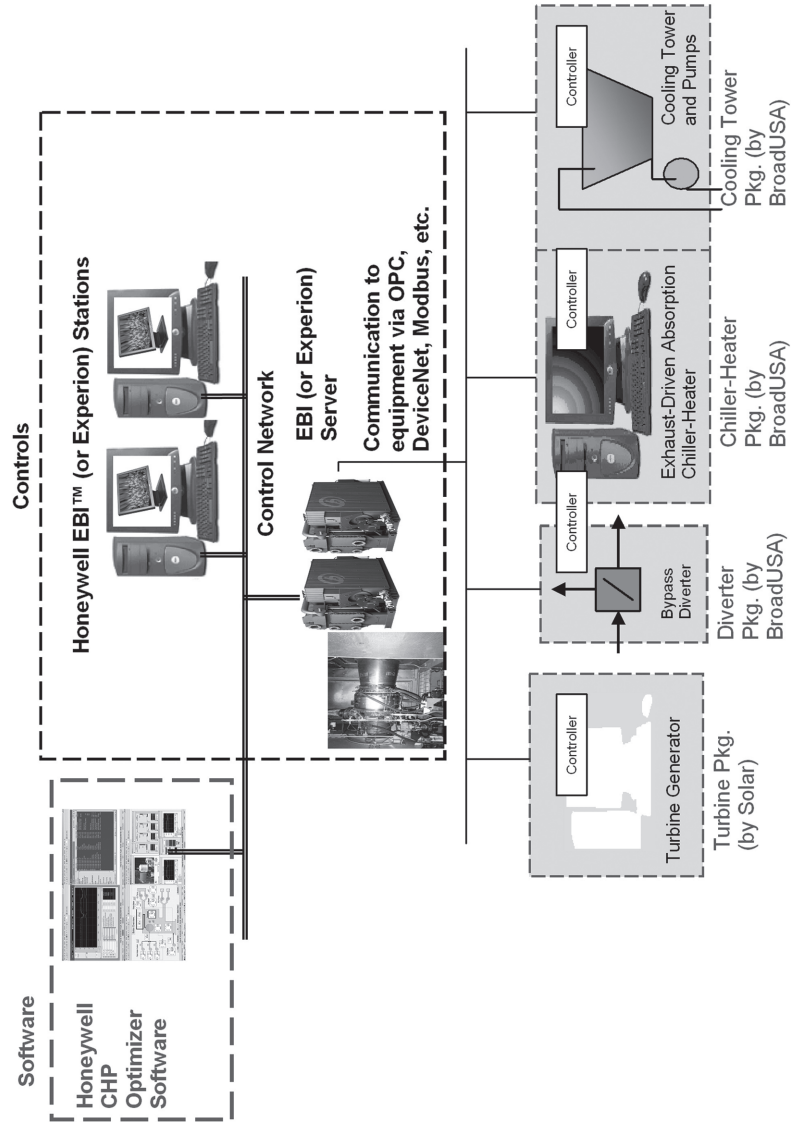 Software
Honeywell
CHP
Optimizer
Software
Controls
Honeywell EBI™ (or Experion) Stations
Control Network
EBI (or Experion)
Server
Communication to
equipment via OPC,
DeviceNet, Modbus, etc.
Controller
Turbine Generator
Turbine Pkg.
(by Solar)
Controller
Bypass
Diverter
Diverter
Pkg. (by
BroadUSA)
Controller
Exhaust-Driven Absorption
Chiller-Heater
Chiller-Heater
Pkg. (by
BroadUSA)
Controller
Cooling Tower
and Pumps
Cooling Tower
Pkg. (by
BroadUSA)